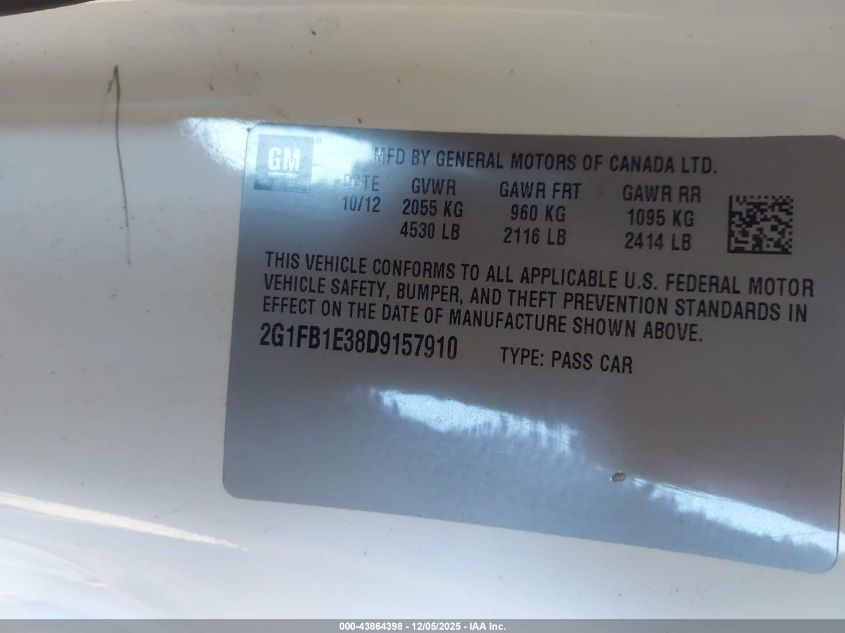 GM MFD BY GENERAL MOTORS OF CANADA LTD.
DATE GVWR GAWR FRT GAWR RR
10/12 2055 KG 960 KG 1095 KG
4530 LB 2116 LB 2414 LB
THIS VEHICLE CONFORMS TO ALL APPLICABLE U.S. FEDERAL MOTOR
VEHICLE SAFETY, BUMPER, AND THEFT PREVENTION STANDARDS IN
EFFECT ON THE DATE OF MANUFACTURE SHOWN ABOVE.
2G1FB1E38D9157910 TYPE: PASS CAR
000-43864398 - 12/05/2025 - IAA Inc.